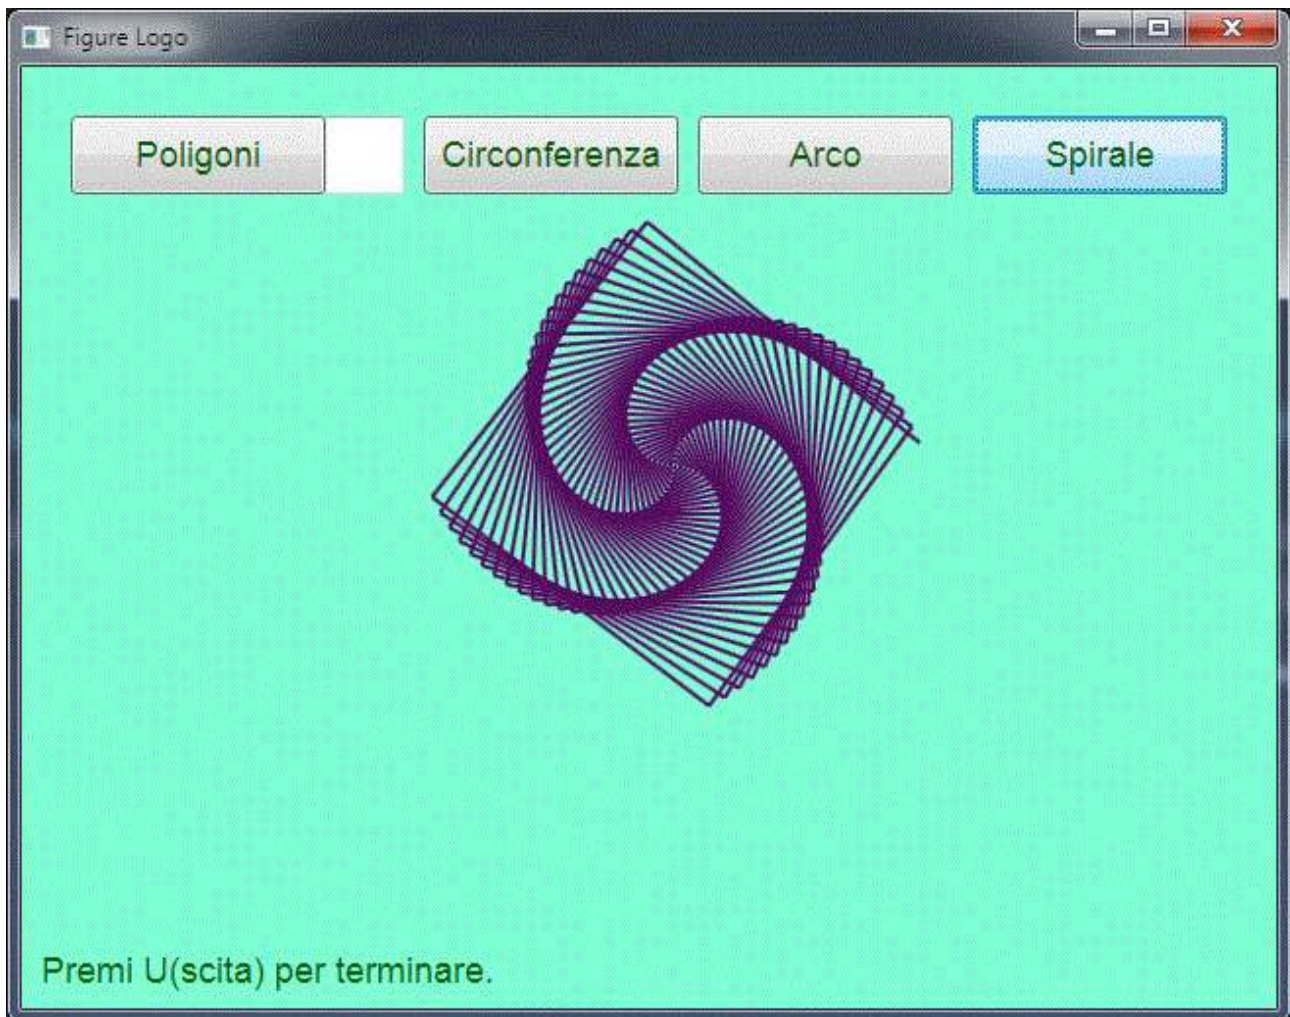 Figure Logo
Poligoni
Circonferenza
Arco
Spirale
Premi U(scita) per terminare.